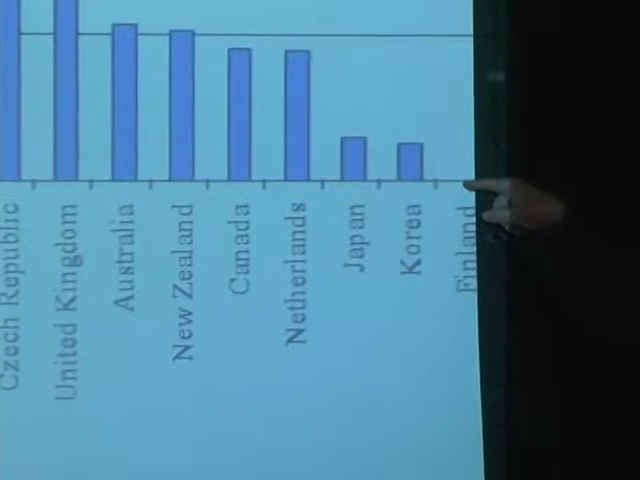 Czech Republic
United Kingdom
Australia
New Zealand
Canada
Netherlands
Japan
Korea
Finland